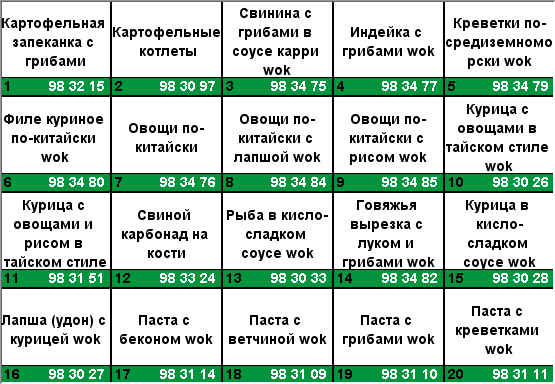 Картофельная
запеканка с
грибами
1 98 32 15
Картофельные
котлеты
2 98 30 97
Свинина с
грибами в
соусе карри
wok
3 98 34 75
Индейка с
грибами wok
4 98 34 77
Креветки по-
средиземномо
рски wok
5 98 34 79
Филе куриное
по-китайски
wok
6 98 34 80
Овощи по-
китайски
7 98 34 76
Овощи по-
китайски с
лапшой wok
8 98 34 84
Овощи по-
китайски с
рисом wok
9 98 34 85
Курица с
овощами в
тайском стиле
wok
10 98 30 26
Курица с
овощами и
рисом в
тайском стиле
11 98 31 51
Свиной
карбонад на
кости
12 98 33 24
Рыба в кисло-
сладком
соусе wok
13 98 30 33
Говяжья
вырезка с
луком и
грибами wok
14 98 34 82
Курица в
кисло-
сладком
соусе wok
15 98 30 28
Лапша (удон) с
курицей wok
16 98 30 27
Паста с
беконом wok
17 98 31 14
Паста с
ветчиной wok
18 98 31 09
Паста с
грибами wok
19 98 31 10
Паста с
креветками
wok
20 98 31 11